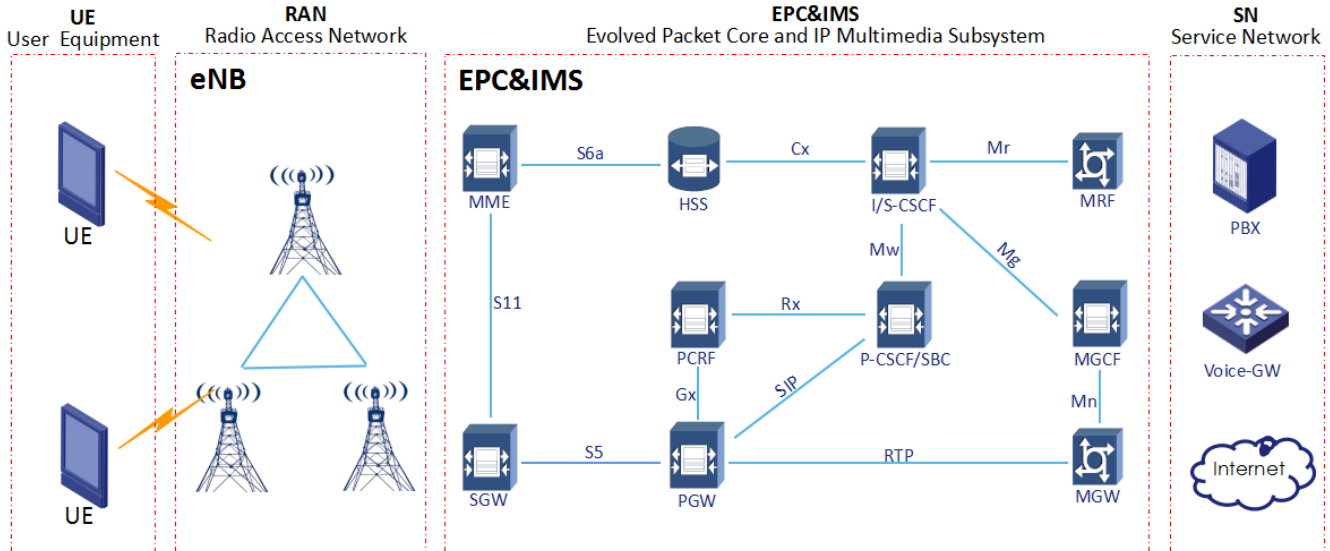 UE
User Equipment
RAN
Radio Access Network
EPC&IMS
Evolved Packet Core and IP Multimedia Subsystem
SN
Service Network
eNB
EPC&IMS
UE
UE
MME
S6a
HSS
Cx
I/S-CSCF
Mr
MRF
S11
Mw
Mg
PCRF
Rx
P-CSCF/SBC
MGCF
Gx
SIP
Mn
SGW
S5
PGW
RTP
MGW
PBX
Voice-GW
Internet